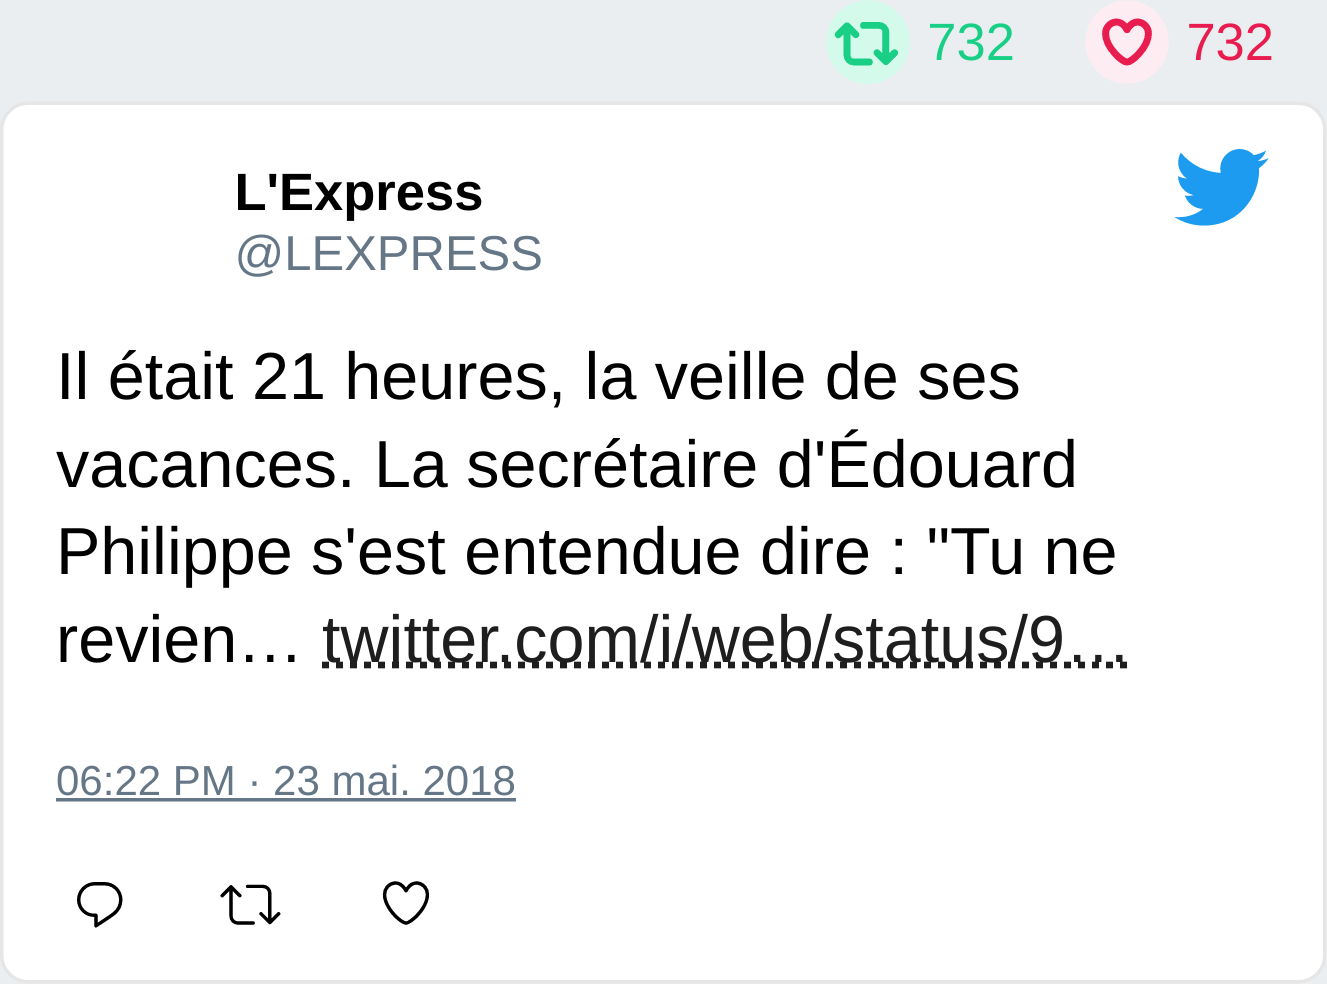 732 732
L'Express
@LEXPRESS
Il était 21 heures, la veille de ses
vacances. La secrétaire d'Édouard
Philippe s'est entendue dire : "Tu ne
revien… twitter.com/i/web/status/9…
06:22 PM · 23 mai. 2018